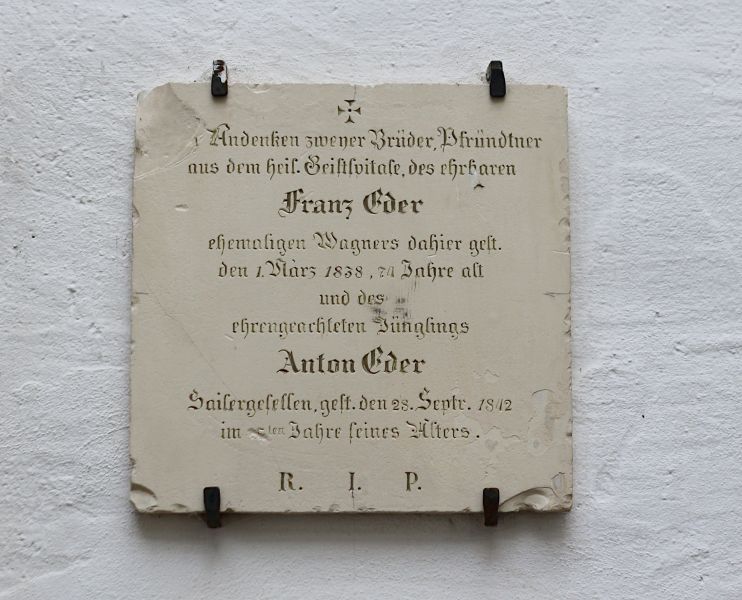 Andenken zweyer Brüder, Pfründtner
aus dem heil. Geistspitale, des ehrbaren
Franz Eder
ehemaligen Wagners dahier gest.
den 1. März 1838, 74 Jahre alt
und des
ehrengeachteten Jünglings
Anton Eder
Sailergesellen, gest. den 28. Septr. 1842
im Jahre seines Alters.
R. I. P.